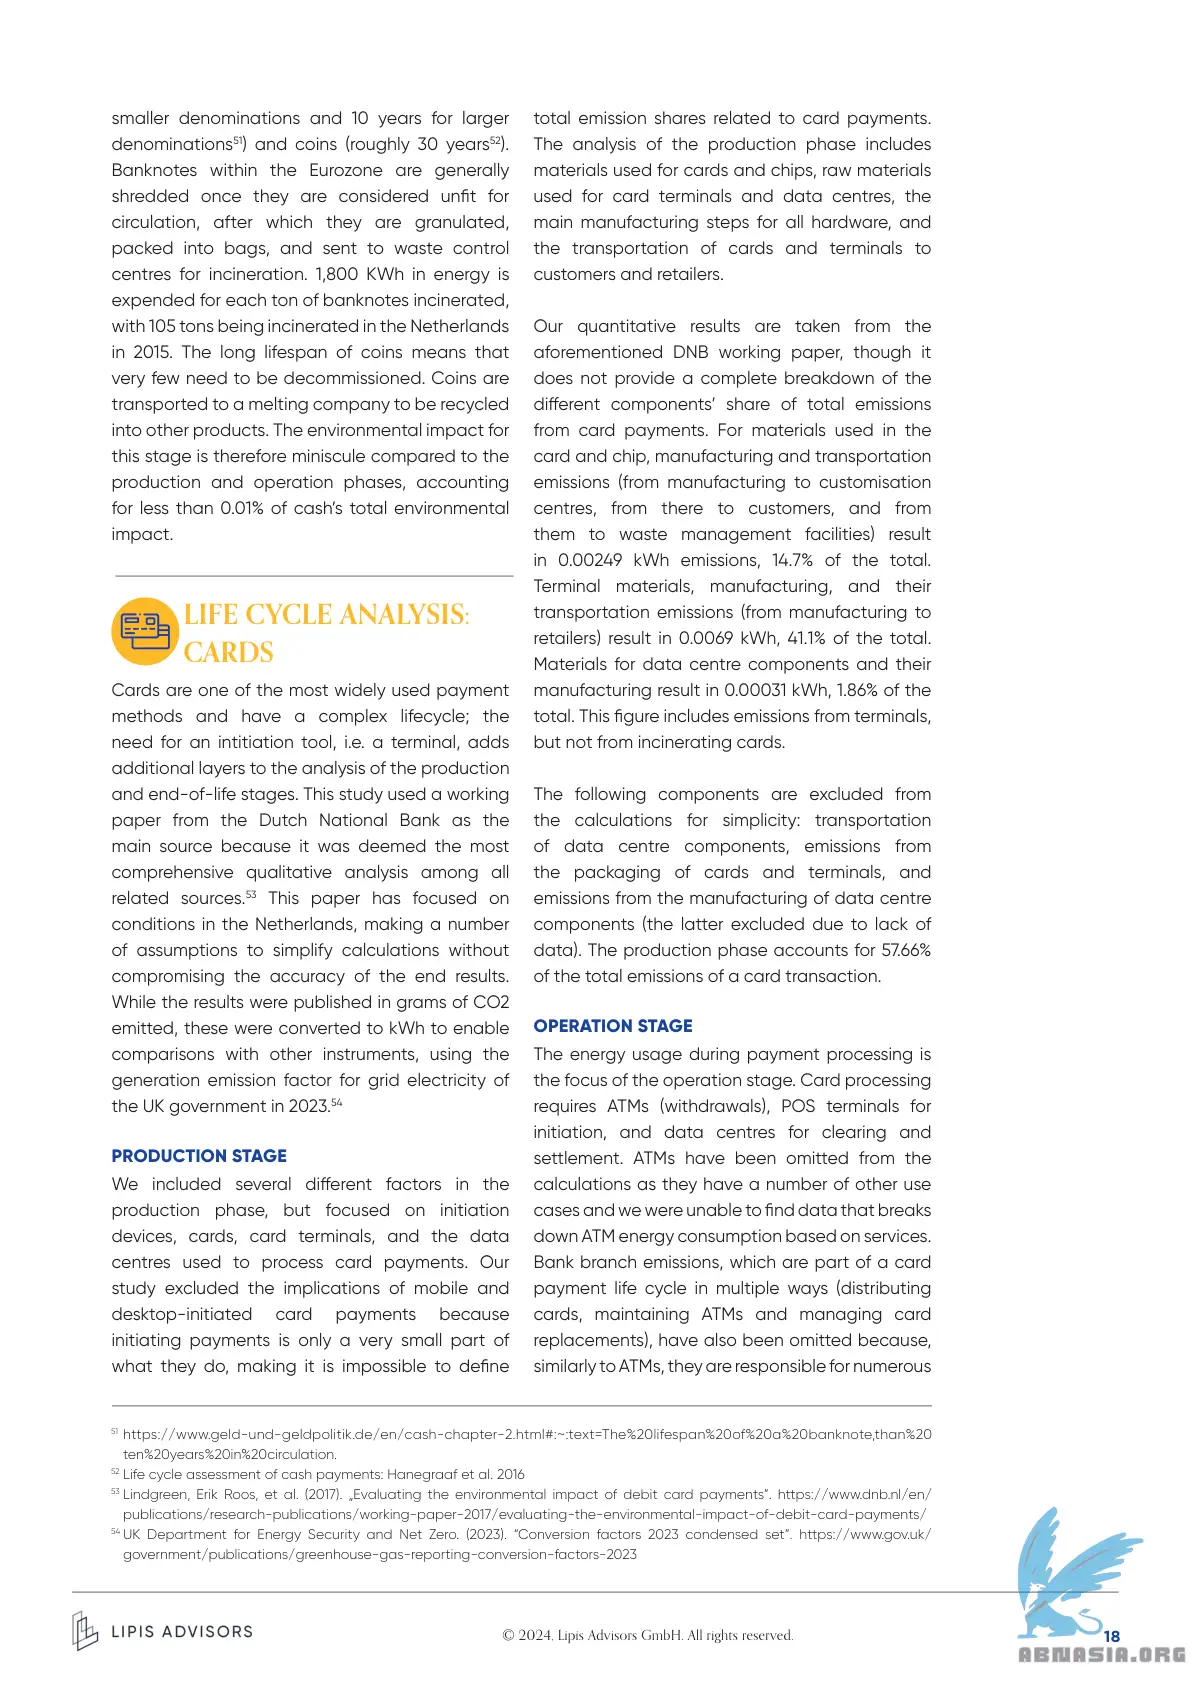 smaller denominations and 10 years for larger
denominations51) and coins (roughly 30 years52).
Banknotes within the Eurozone are generally
shredded once they are considered unfit for
circulation, after which they are granulated,
packed into bags, and sent to waste control
centres for incineration. 1,800 KWh in energy is
expended for each ton of banknotes incinerated,
with 105 tons being incinerated in the Netherlands
in 2015. The long lifespan of coins means that
very few need to be decommissioned. Coins are
transported to a melting company to be recycled
into other products. The environmental impact for
this stage is therefore miniscule compared to the
production and operation phases, accounting
for less than 0.01% of cash's total environmental
impact.
LIFE CYCLE ANALYSIS:
CARDS
Cards are one of the most widely used payment
methods and have a complex lifecycle; the
need for an intitiation tool, i.e. a terminal, adds
additional layers to the analysis of the production
and end-of-life stages. This study used a working
paper from the Dutch National Bank as the
main source because it was deemed the most
comprehensive qualitative analysis among all
related sources.53 This paper has focused on
conditions in the Netherlands, making a number
of assumptions to simplify calculations without
compromising the accuracy of the end results.
While the results were published in grams of CO2
emitted, these were converted to kWh to enable
comparisons with other instruments, using the
generation emission factor for grid electricity of
the UK government in 2023.54
PRODUCTION STAGE
We included several different factors in the
production phase, but focused on initiation
devices, cards, card terminals, and the data
centres used to process card payments. Our
study excluded the implications of mobile and
desktop-initiated card payments because
initiating payments is only a very small part of
what they do, making it is impossible to define
total emission shares related to card payments.
The analysis of the production phase includes
materials used for cards and chips, raw materials
used for card terminals and data centres, the
main manufacturing steps for all hardware, and
the transportation of cards and terminals to
customers and retailers.
Our quantitative results are taken from the
aforementioned DNB working paper, though it
does not provide a complete breakdown of the
different components' share of total emissions
from card payments. For materials used in the
card and chip, manufacturing and transportation
emissions (from manufacturing to customisation
centres, from there to customers, and from
them to waste management facilities) result
in 0.00249 kWh emissions, 14.7% of the total.
Terminal materials, manufacturing, and their
transportation emissions (from manufacturing to
retailers) result in 0.0069 kWh, 41.1% of the total.
Materials for data centre components and their
manufacturing result in 0.00031 kWh, 1.86% of the
total. This figure includes emissions from terminals,
but not from incinerating cards.
The following components are excluded from
the calculations for simplicity: transportation
of data centre components, emissions from
the packaging of cards and terminals, and
emissions from the manufacturing of data centre
components (the latter excluded due to lack of
data). The production phase accounts for 57.66%
of the total emissions of a card transaction.
OPERATION STAGE
The energy usage during payment processing is
the focus of the operation stage. Card processing
requires ATMs (withdrawals), POS terminals for
initiation, and data centres for clearing and
settlement. ATMs have been omitted from the
calculations as they have a number of other use
cases and we were unable to find data that breaks
down ATM energy consumption based on services.
Bank branch emissions, which are part of a card
payment life cycle in multiple ways (distributing
cards, maintaining ATMs and managing card
replacements), have also been omitted because,
similarly to ATMs, they are responsible for numerous
51 https://www.geld-und-geldpolitik.de/en/cash-chapter-2.html#:~:text=The%20lifespan%20of%20a%20banknote,than%20
ten%20years%20in%20circulation.
52 Life cycle assessment of cash payments: Hanegraaf et al. 2016
53 Lindgreen, Erik Roos, et al. (2017). „Evaluating the environmental impact of debit card payments". https://www.dnb.nl/en/
publications/research-publications/working-paper-2017/evaluating-the-environmental-impact-of-debit-card-payments/
54 UK Department for Energy Security and Net Zero. (2023). "Conversion factors 2023 condensed set". https://www.gov.uk/
government/publications/greenhouse-gas-reporting-conversion-factors-2023
LIPIS ADVISORS
© 2024, Lipis Advisors GmbH. All rights reserved.
18
ABNASIA.ORG